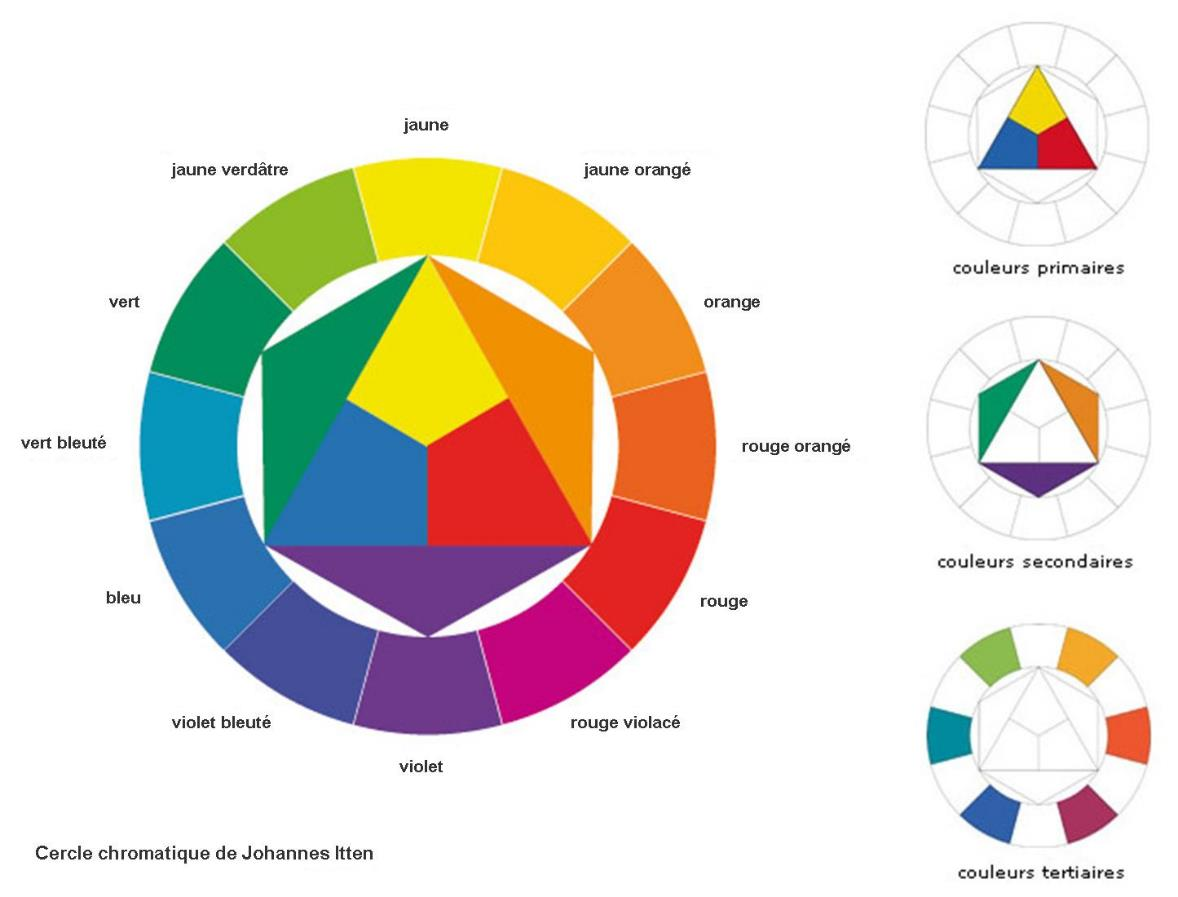 jaune
jaune verdâtre
jaune orangé
vert
orange
vert bleuté
rouge orangé
bleu
rouge
violet bleuté
rouge violacé
violet
Cercle chromatique de Johannes Itten
couleurs primaires
couleurs secondaires
couleurs tertiaires